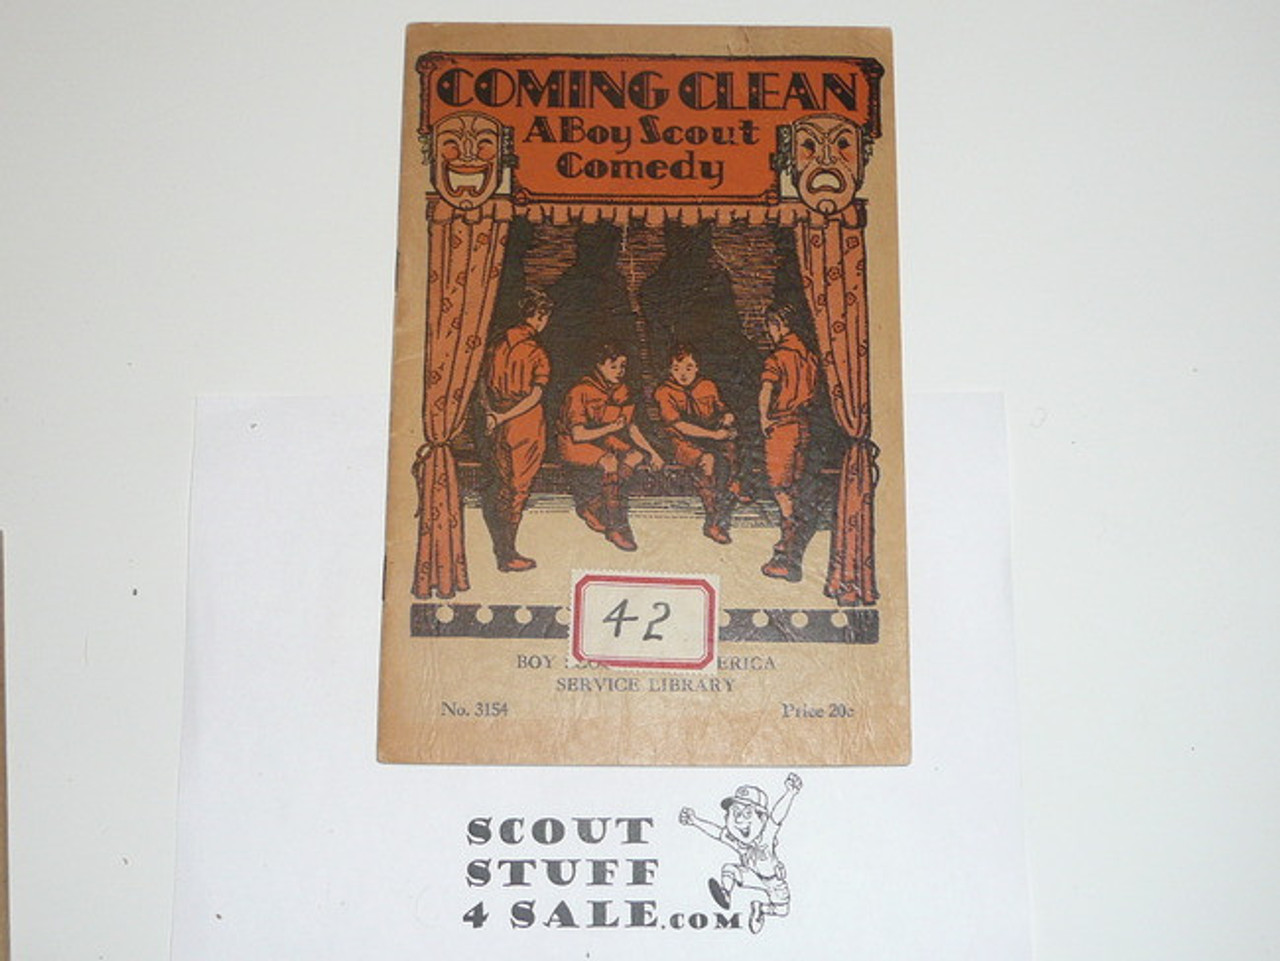 COMING CLEAN
A Boy Scout
Comedy
42
BOY ERICA
SERVICE LIBRARY
No. 3154 Price 20c
SCOUT
STUFF
4 SALE.COM